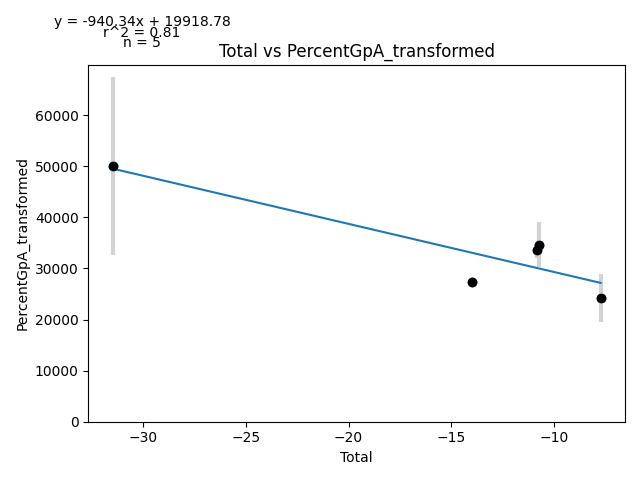 y = -940.34x + 19918.78
r^2 = 0.81
n = 5
Total vs PercentGpA_transformed
PercentGpA_transformed
60000
50000
40000
30000
20000
10000
0
−30
−25
−20
−15
−10
Total